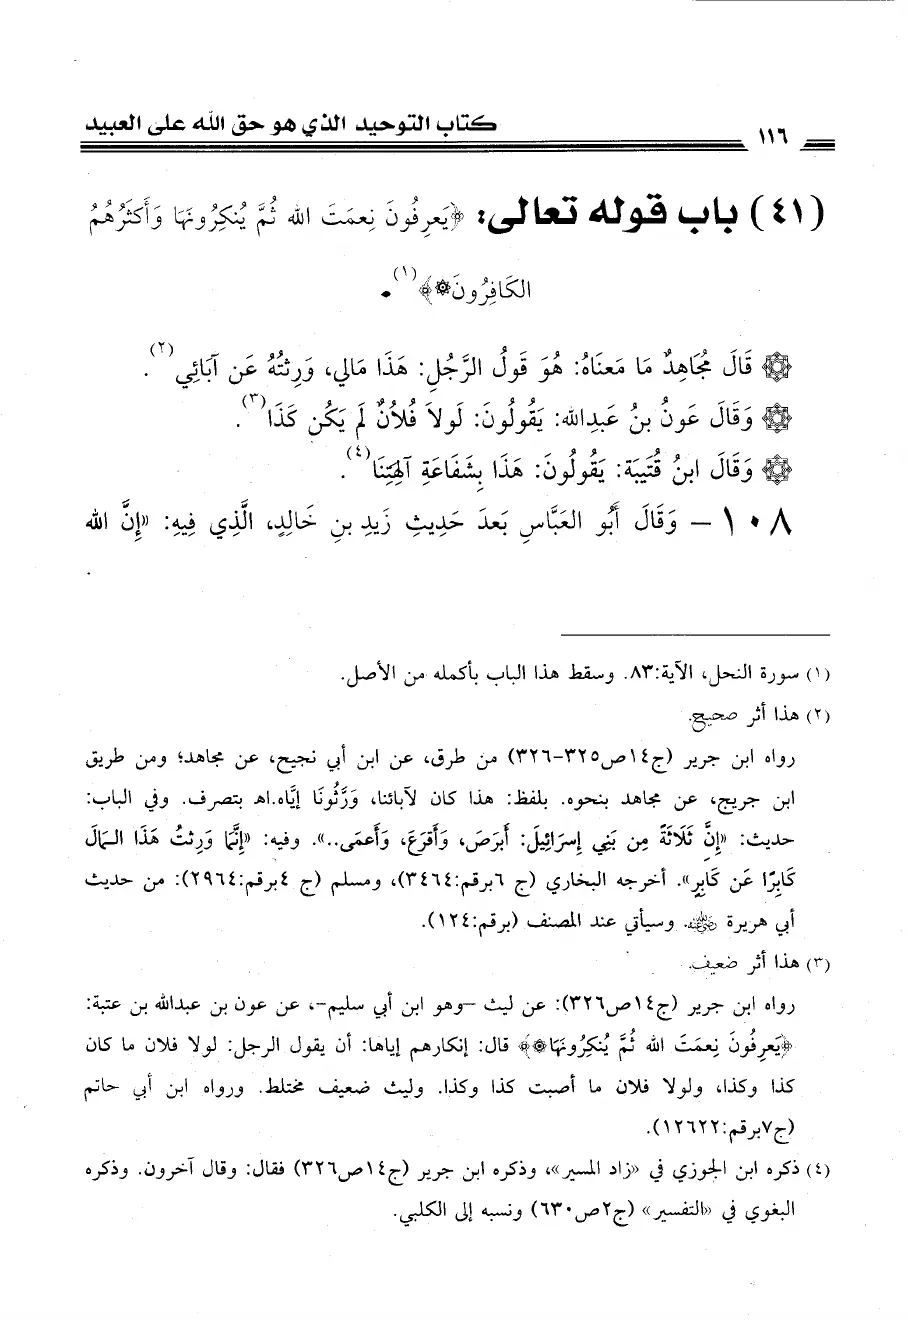 كتاب التوحيد الذي هو حق الله على العبيد
١١٦
(٤١) باب قوله تعالى: ﴿يَعرِفُونَ نِعمَتَ الله ثُمَّ يُنكِرُونَهَا وَأَكثَرُهُمُ
الكَافِرُونَ۞﴾(١).
۞ قَالَ مُجَاهِدٌ مَا مَعنَاهُ: هُوَ قَولُ الرَّجُلِ: هَذَا مَالي، وَرِثتُهُ عَن آبَائِي(٢).
۞ وَقَالَ عَونُ بنُ عَبدِالله: يَقُولُونَ: لَولاَ فُلاَنٌ لَم يَكُن كَذَا(٣).
۞ وَقَالَ ابنُ قُتَيبَة: يَقُولُونَ: هَذَا بِشَفَاعَةِ آلِهَتِنَا(٤).
١٠٨ – وَقَالَ أَبُو العَبَّاسِ بَعدَ حَدِيثِ زَيدِ بنِ خَالِدٍ، الَّذِي فِيهِ: «إِنَّ الله
(١) سورة النحل، الآية:٨٣. وسقط هذا الباب بأكمله من الأصل.
(٢) هذا أثر صحيح.
رواه ابن جرير (ج١٤ص٣٢٥-٣٢٦) من طرق، عن ابن أبي نجيح، عن مجاهد؛ ومن طريق
ابن جريج، عن مجاهد بنحوه. بلفظ: هذا كان لآبائنا، وَرَّثُونَا إِيَّاه.اهـ بتصرف. وفي الباب:
حديث: «إِنَّ ثَلَاثَةً مِن بَنِي إِسرَائِيلَ: أَبرَصَ، وَأَقرَعَ، وَأَعمَى..». وفيه: «إِنَّمَا وَرِثتُ هَذَا المَالَ
كَابِرًا عَن كَابِرٍ». أخرجه البخاري (ج ٦برقم:٣٤٦٤)، ومسلم (ج ٤برقم:٢٩٦٤): من حديث
أبي هريرة رضي الله عنه. وسيأتي عند المصنف (برقم:١٢٤).
(٣) هذا أثر ضعيف.
رواه ابن جرير (ج١٤ص٣٢٦): عن ليث –وهو ابن أبي سليم–، عن عون بن عبدالله بن عتبة:
﴿يَعرِفُونَ نِعمَتَ الله ثُمَّ يُنكِرُونَهَا۞﴾ قال: إنكارهم إياها: أن يقول الرجل: لولا فلان ما كان
كذا وكذا، ولولا فلان ما أصبت كذا وكذا. وليث ضعيف مختلط. ورواه ابن أبي حاتم
(ج٧برقم:١٢٦٢٢).
(٤) ذكره ابن الجوزي في «زاد المسير»، وذكره ابن جرير (ج١٤ص٣٢٦) فقال: وقال آخرون. وذكره
البغوي في «التفسير» (ج٢ص٦٣٠) ونسبه إلى الكلبي.